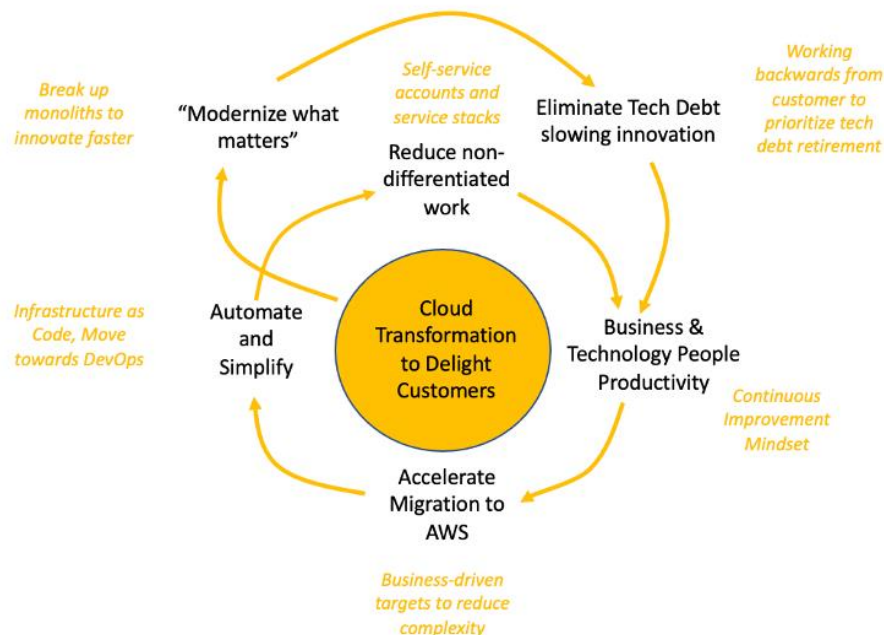 Break up
monoliths to
innovate faster
“Modernize what
matters”
Self-service
accounts and
service stacks
Reduce non-
differentiated
work
Eliminate Tech Debt
slowing innovation
Working
backwards from
customer to
prioritize tech
debt retirement
Infrastructure as
Code, Move
towards DevOps
Automate
and
Simplify
Cloud
Transformation
to Delight
Customers
Business &
Technology People
Productivity
Continuous
Improvement
Mindset
Accelerate
Migration to
AWS
Business-driven
targets to reduce
complexity